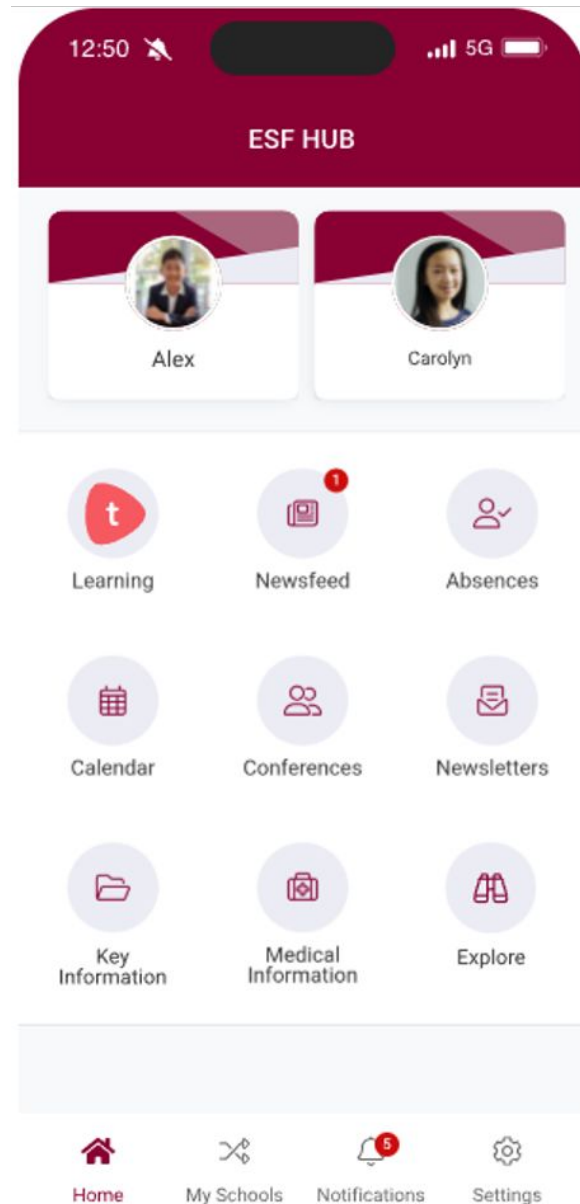 12:50
5G
ESF HUB
Alex
Carolyn
t
1
Learning
Newsfeed
Absences
Calendar
Conferences
Newsletters
Key
Information
Medical
Information
Explore
5
Home
My Schools
Notifications
Settings